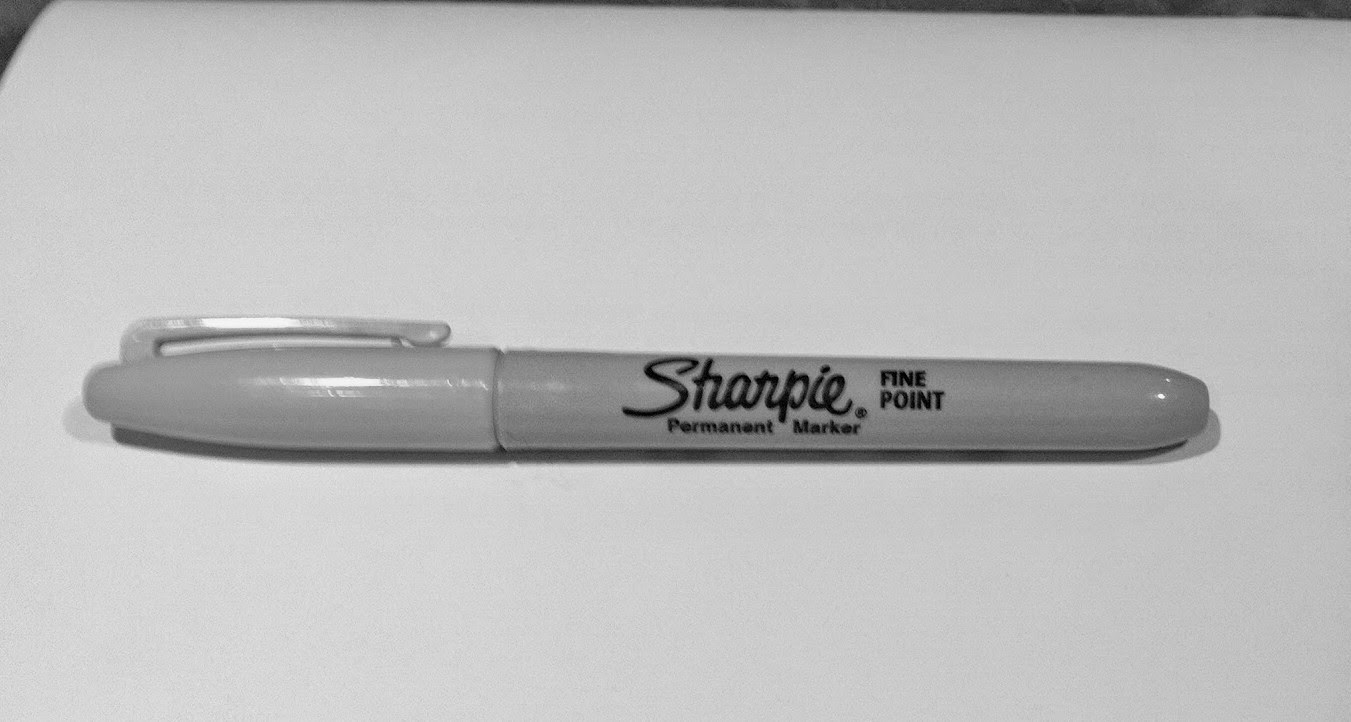 Sharpie®
Permanent Marker
FINE
POINT